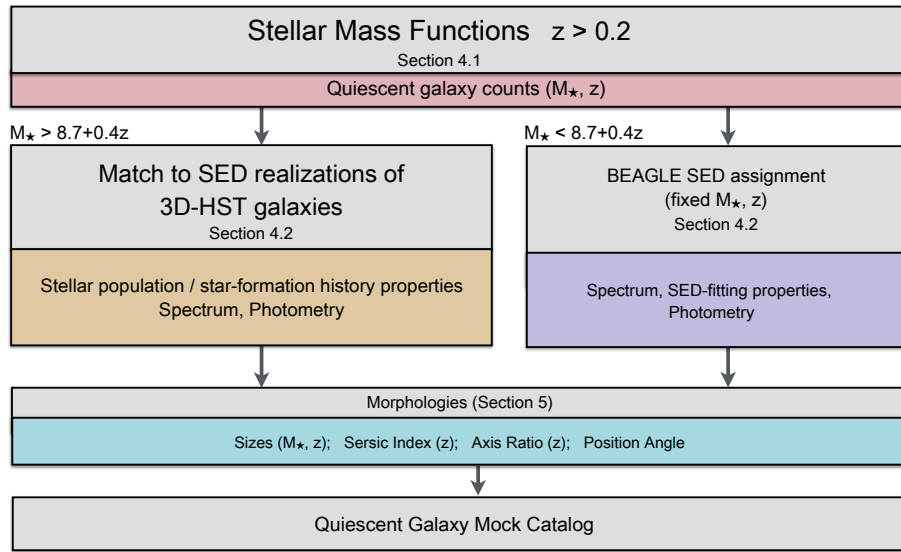 Stellar Mass Functions z > 0.2
Section 4.1
Quiescent galaxy counts (M★, z)
M★ > 8.7+0.4z
Match to SED realizations of
3D-HST galaxies
Section 4.2
Stellar population / star-formation history properties
Spectrum, Photometry
M★ < 8.7+0.4z
BEAGLE SED assignment
(fixed M★, z)
Section 4.2
Spectrum, SED-fitting properties,
Photometry
Morphologies (Section 5)
Sizes (M★, z); Sersic Index (z); Axis Ratio (z); Position Angle
Quiescent Galaxy Mock Catalog